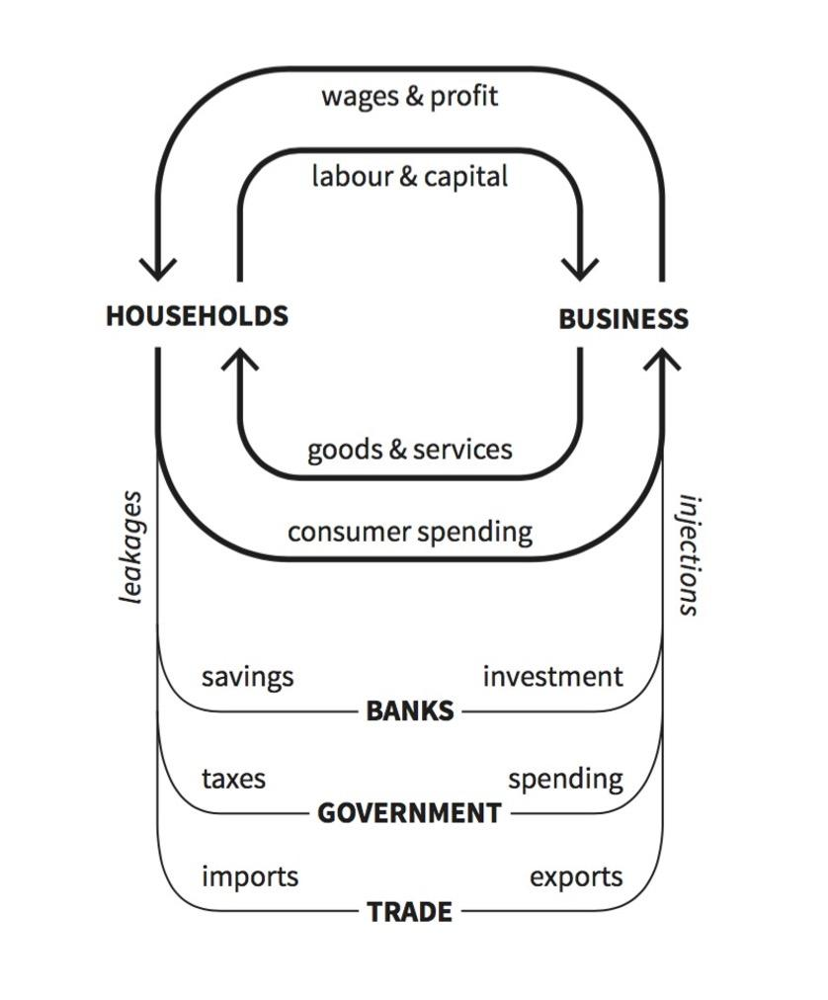 wages & profit
labour & capital
HOUSEHOLDS
BUSINESS
goods & services
consumer spending
leakages
injections
savings
investment
BANKS
taxes
spending
GOVERNMENT
imports
exports
TRADE